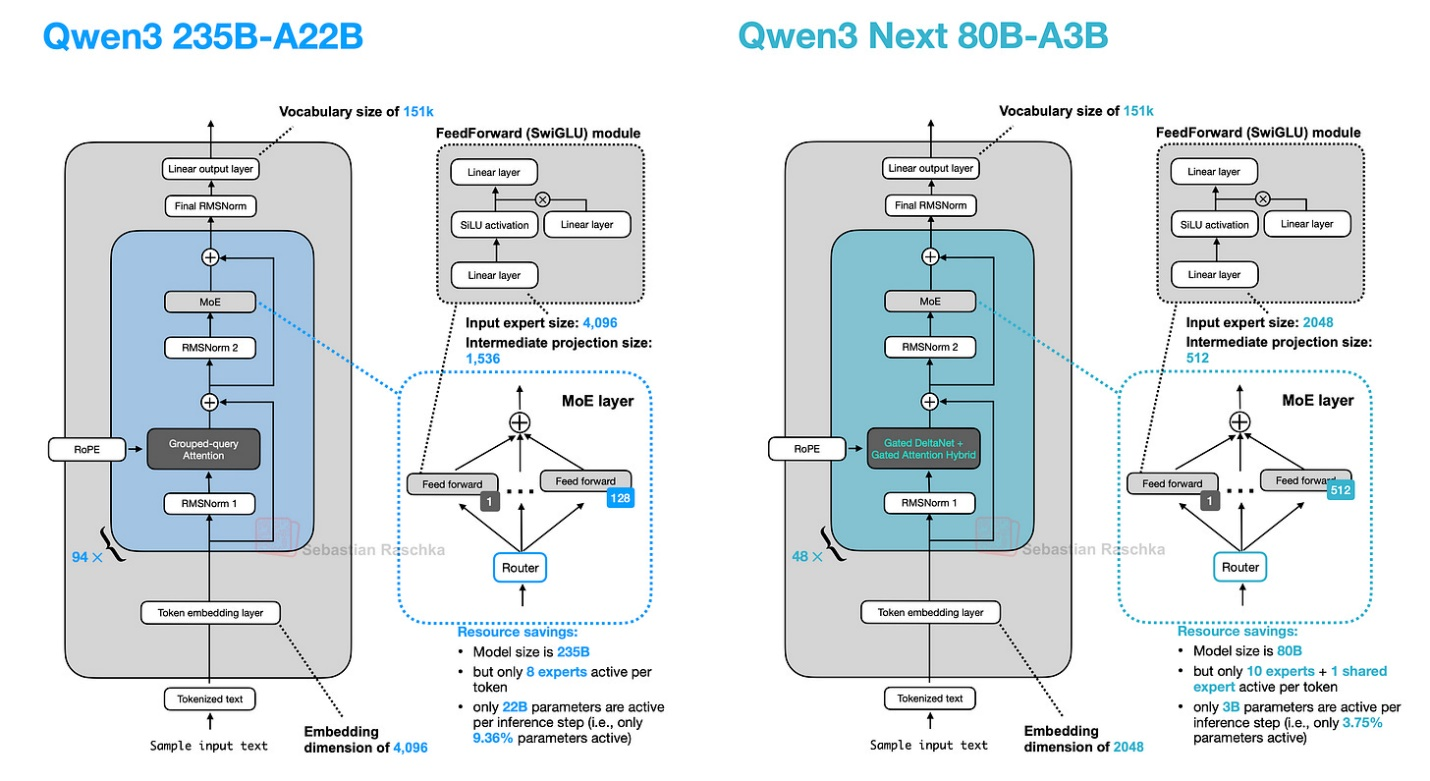 Qwen3 235B-A22B
Vocabulary size of 151k
FeedForward (SwiGLU) module
Linear layer
SiLU activation
Linear layer
Linear layer
Input expert size: 4,096
Intermediate projection size:
1,536
Linear output layer
Final RMSNorm
MoE
RMSNorm 2
RoPE
Grouped-query
Attention
RMSNorm 1
94 ×
Sebastian Raschka
Token embedding layer
Tokenized text
Sample input text
Embedding
dimension of 4,096
MoE layer
Feed forward
1
...
Feed forward
128
Router
Resource savings:
• Model size is 235B
• but only 8 experts active per
token
• only 22B parameters are active
per inference step (i.e., only
9.36% parameters active)
Qwen3 Next 80B-A3B
Vocabulary size of 151k
FeedForward (SwiGLU) module
Linear layer
SiLU activation
Linear layer
Linear layer
Input expert size: 2048
Intermediate projection size:
512
Linear output layer
Final RMSNorm
MoE
RMSNorm 2
RoPE
Gated DeltaNet +
Gated Attention Hybrid
RMSNorm 1
48 ×
Sebastian Raschka
Token embedding layer
Tokenized text
Sample input text
Embedding
dimension of 2048
MoE layer
Feed forward
1
...
Feed forward
512
Router
Resource savings:
• Model size is 80B
• but only 10 experts + 1 shared
expert active per token
• only 3B parameters are active per
inference step (i.e., only 3.75%
parameters active)